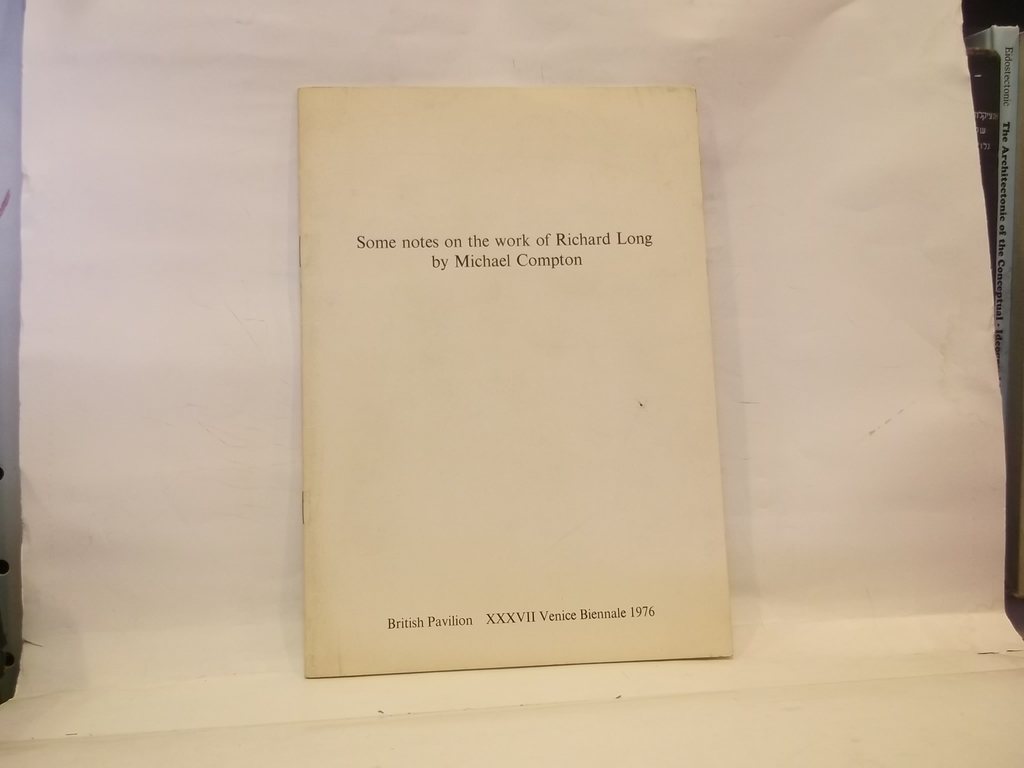 Some notes on the work of Richard Long
by Michael Compton
British Pavilion XXXVII Venice Biennale 1976
Eidostectonic The Architectonic of the Conceptual